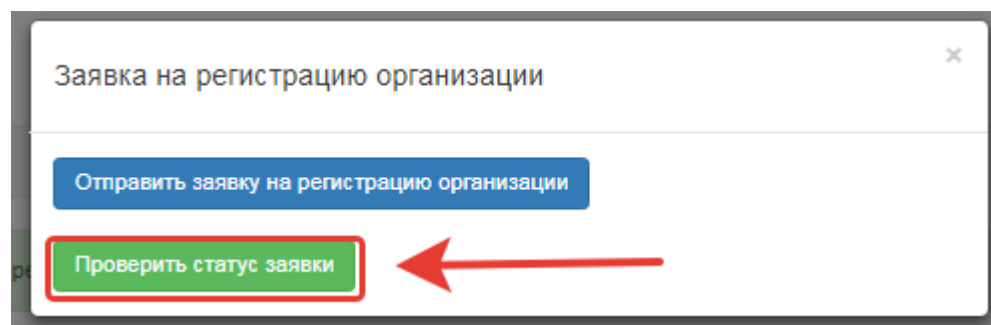 Заявка на регистрацию организации
×
Отправить заявку на регистрацию организации
Проверить статус заявки